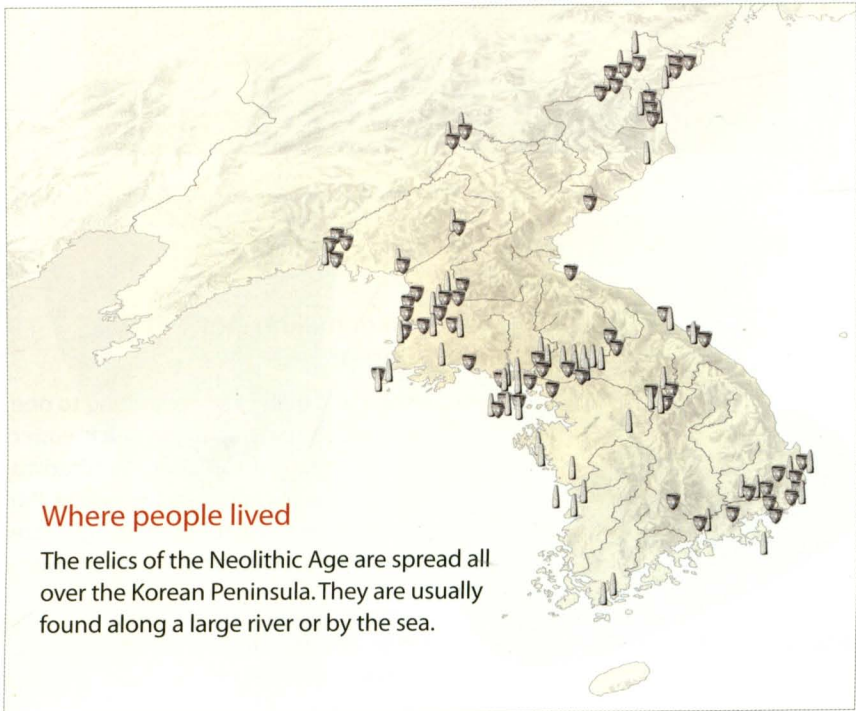 Where people lived
The relics of the Neolithic Age are spread all
over the Korean Peninsula. They are usually
found along a large river or by the sea.